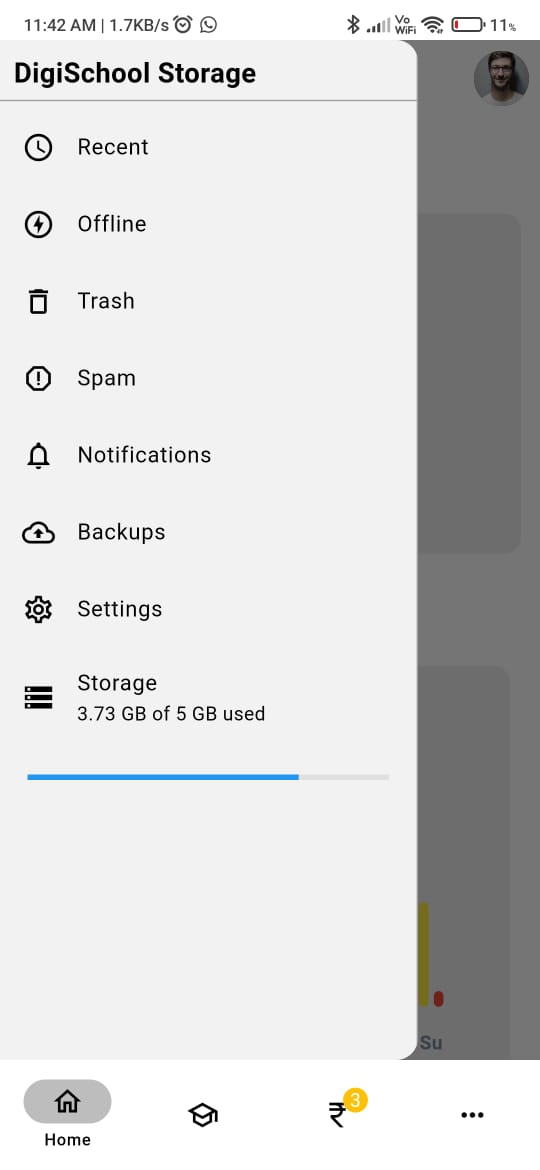 11:42 AM | 1.7KB/s
Vo
WiFi
11%
DigiSchool Storage
Recent
Offline
Trash
Spam
Notifications
Backups
Settings
Storage
3.73 GB of 5 GB used
Su
3
₹
Home